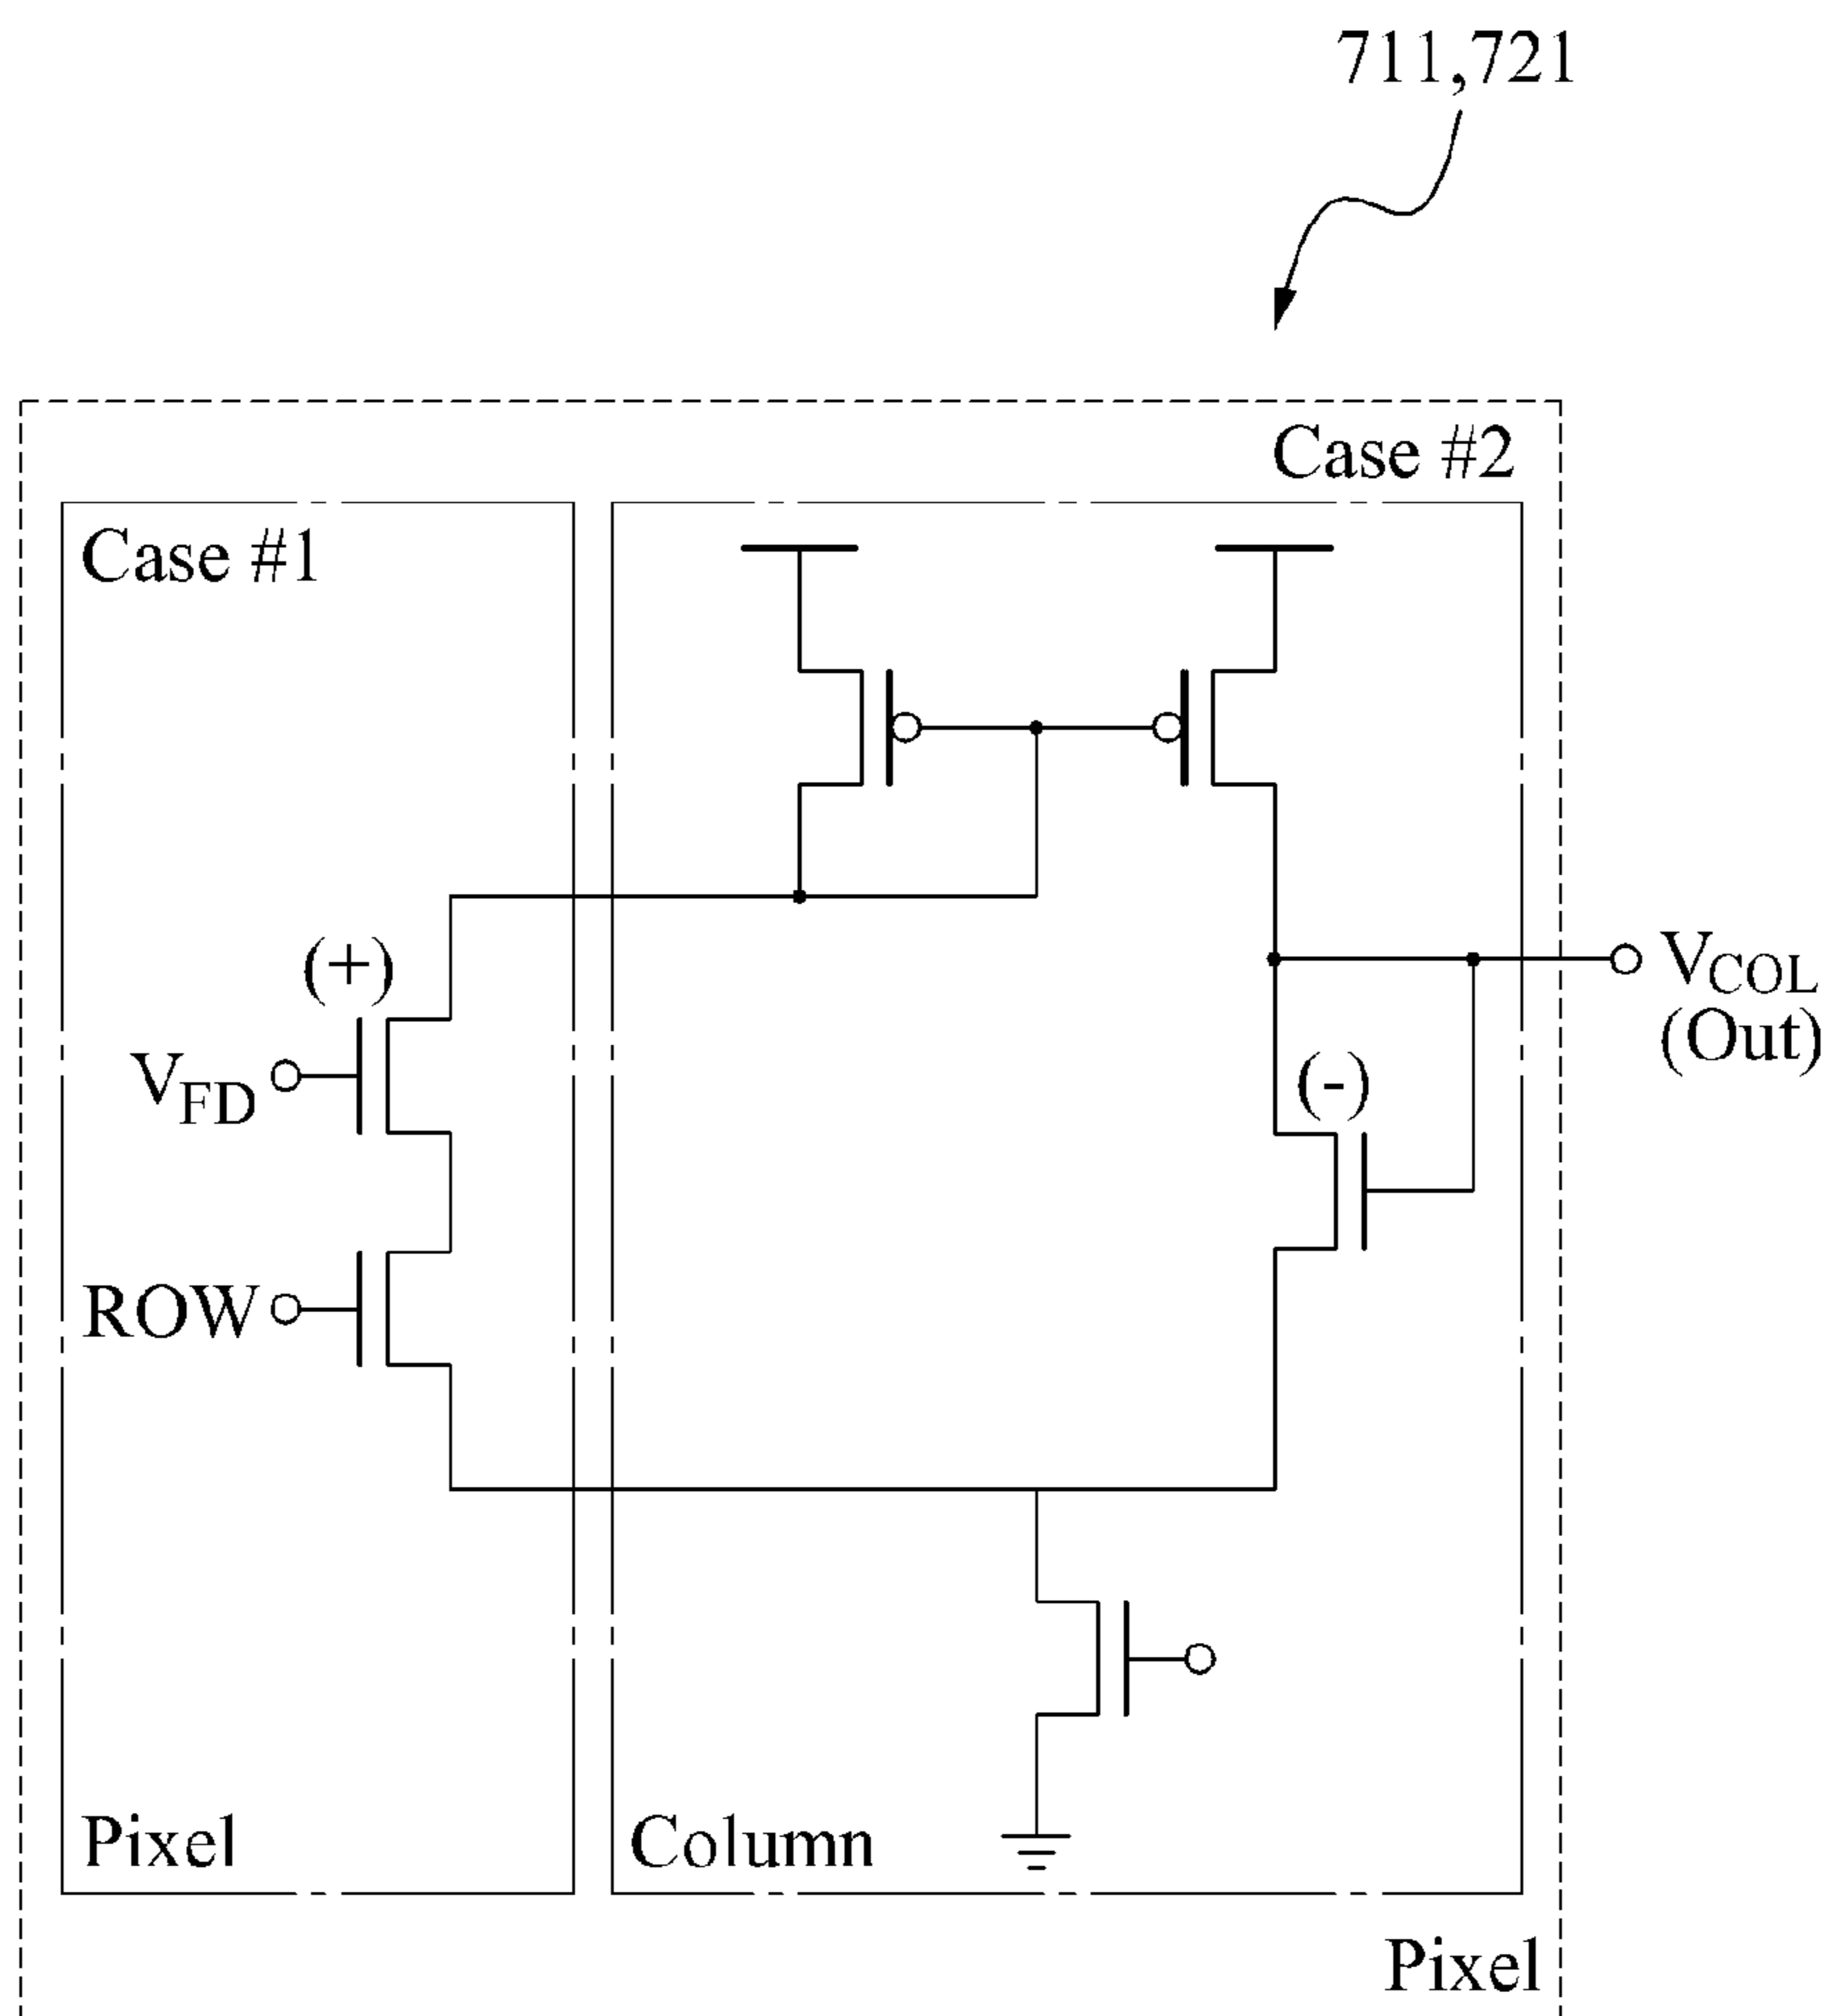 711,721
Case #2
Case #1
(+)
VFD
VCOL
(Out)
(-)
ROW
Pixel
Column
Pixel